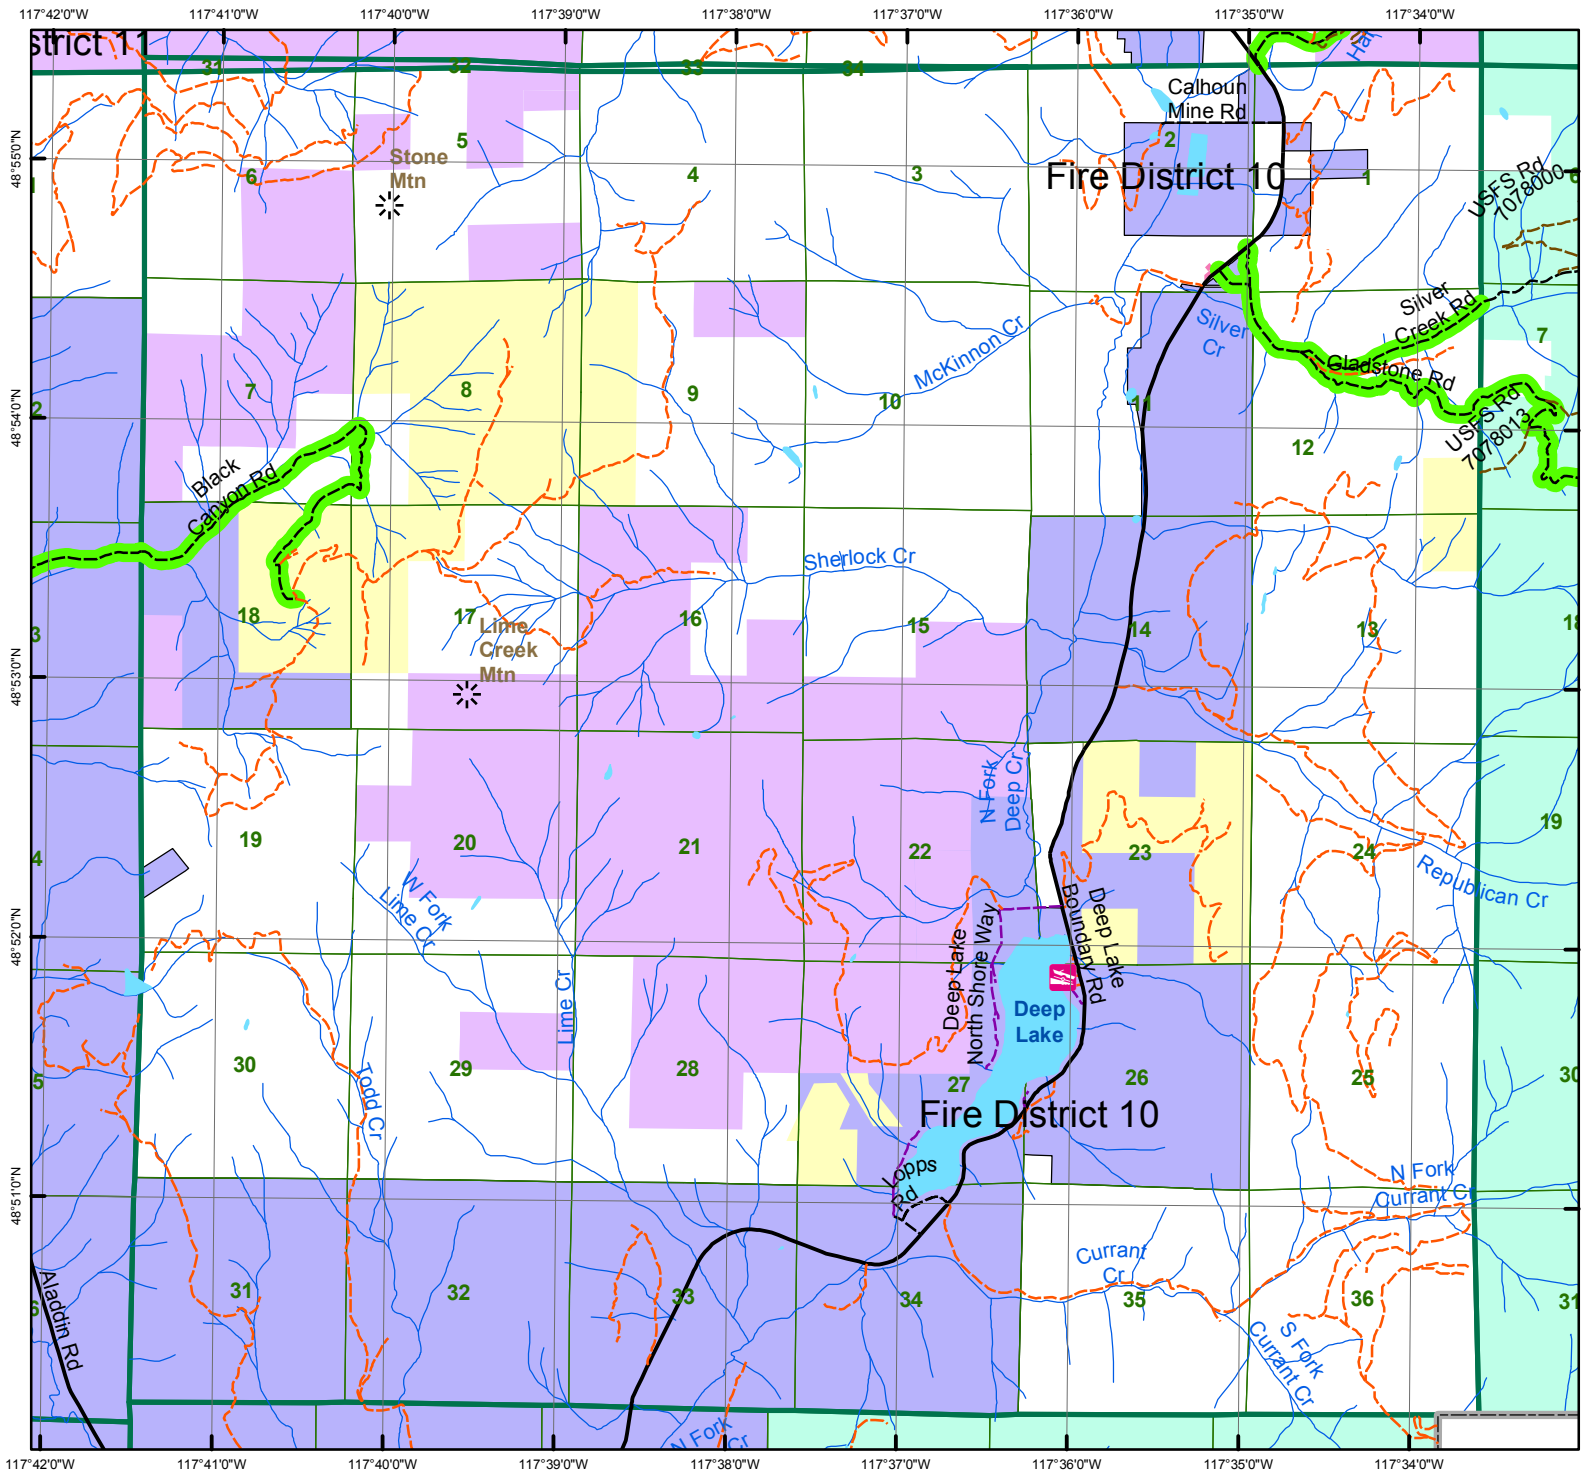 117°42'0"W 117°41'0"W 117°40'0"W 117°39'0"W 117°38'0"W 117°37'0"W 117°36'0"W 117°35'0"W 117°34'0"W
strict 11
31 32 33 34
Calhoun
Mine Rd
2
5
Stone
Mtn
6
4
3
Fire District 10
1
6
USFS Rd
7078000
48°55'0"N
1
Silver
Creek Rd
Silver
Cr
McKinnon Cr
Gladstone Rd
7
7
8
9
10
11
12
USFS Rd
7078013
48°54'0"N
2
Black
Canyon Rd
Sherlock Cr
18
17
Lime
Creek
Mtn
16
15
14
13
18
3
48°53'0"N
N Fork
Deep Cr
19
20
21
22
23
24
19
4
Republican Cr
W Fork
Lime Cr
48°52'0"N
Deep Lake
North Shore Way
Deep Lake
Boundary Rd
Lime Cr
Deep
Lake
30
29
28
27
26
25
30
5
Todd Cr
Fire District 10
Lopps
Rd
N Fork
Currant Cr
48°51'0"N
Currant
Cr
31
32
33
34
35
36
31
6
Aladdin Rd
S Fork
Currant Cr
N Fork
Cr
117°42'0"W 117°41'0"W 117°40'0"W 117°39'0"W 117°38'0"W 117°37'0"W 117°36'0"W 117°35'0"W 117°34'0"W